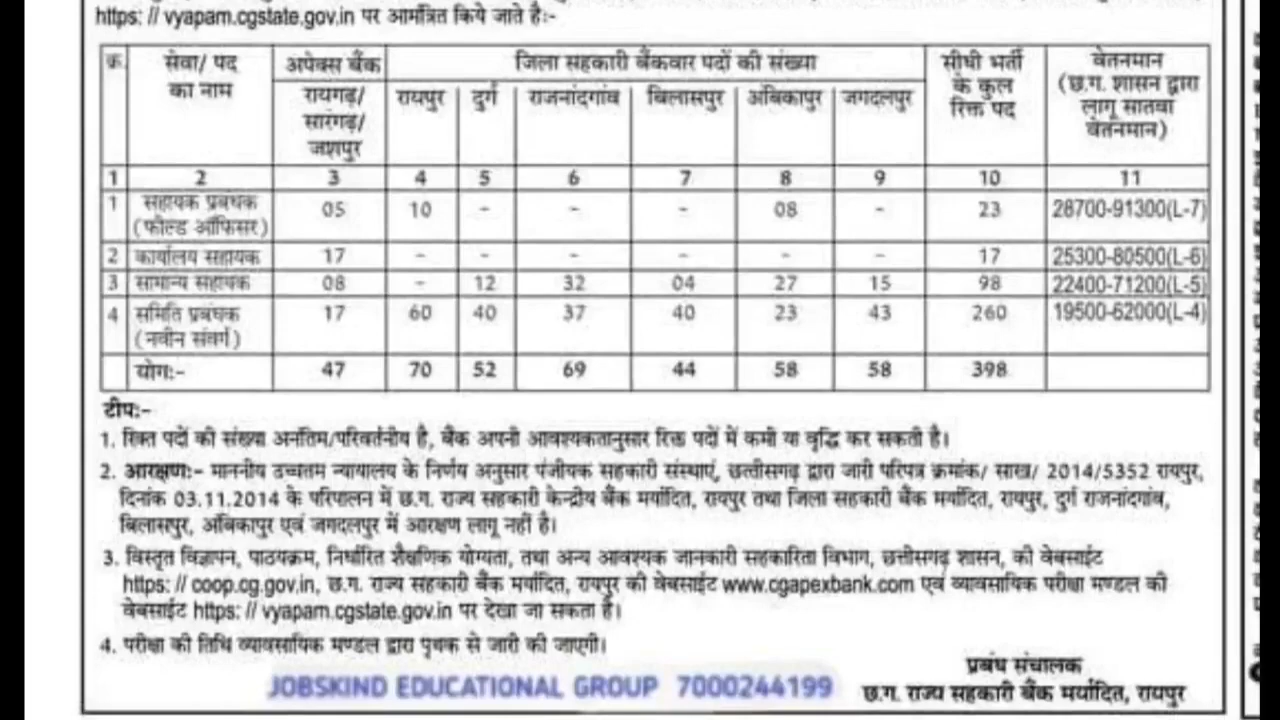 https: // vyapam.cgstate.gov.in पर आमंत्रित किये जाते है:-
क्र. सेवा/ पद का नाम अपेक्स बैंक जिला सहकारी बैंकवार पदों की संख्या सीधी भर्ती के कुल रिक्त पद वेतनमान (छ.ग. शासन द्वारा लागू सातवा वेतनमान)
रायगढ़/ सारंगढ़/ जशपुर रायपुर दुर्ग राजनांदगांव बिलासपुर अंबिकापुर जगदलपुर
1 2 3 4 5 6 7 8 9 10 11
1 सहायक प्रबंधक (फील्ड ऑफिसर) 05 10 - - - 08 - 23 28700-91300(L-7)
2 कार्यालय सहायक 17 - - - - - - 17 25300-80500(L-6)
3 सामान्य सहायक 08 - 12 32 04 27 15 98 22400-71200(L-5)
4 समिति प्रबंधक (नवीन संवर्ग) 17 60 40 37 40 23 43 260 19500-62000(L-4)
योग:- 47 70 52 69 44 58 58 398
टीप:-
1. रिक्त पदों की संख्या अनंतिम/परिवर्तनीय है, बैंक अपनी आवश्यकतानुसार रिक्त पदों में कमी या वृद्धि कर सकती है।
2. आरक्षण:- माननीय उच्चतम न्यायालय के निर्णय अनुसार पंजीयक सहकारी संस्थाएं, छत्तीसगढ़ द्वारा जारी परिपत्र क्रमांक/ साख/ 2014/5352 रायपुर,
दिनांक 03.11.2014 के परिपालन में छ.ग. राज्य सहकारी केन्द्रीय बैंक मर्यादित, रायपुर तथा जिला सहकारी बैंक मर्यादित, रायपुर, दुर्ग राजनांदगांव,
बिलासपुर, अंबिकापुर एवं जगदलपुर में आरक्षण लागू नहीं है।
3. विस्तृत विज्ञापन, पाठयक्रम, निर्धारित शैक्षणिक योग्यता, तथा अन्य आवश्यक जानकारी सहकारिता विभाग, छत्तीसगढ़ शासन, की वेबसाईट
https: // coop.cg.gov.in, छ.ग. राज्य सहकारी बैंक मर्यादित, रायपुर की वेबसाईट www.cgapexbank.com एवं व्यावसायिक परीक्षा मण्डल की
वेबसाईट https: // vyapam.cgstate.gov.in पर देखा जा सकता है।
4. परीक्षा की तिथि व्यावसायिक मण्डल द्वारा पृथक से जारी की जाएगी।
प्रबंध संचालक
JOBSKIND EDUCATIONAL GROUP 7000244199 छ.ग. राज्य सहकारी बैंक मर्यादित, रायपुर